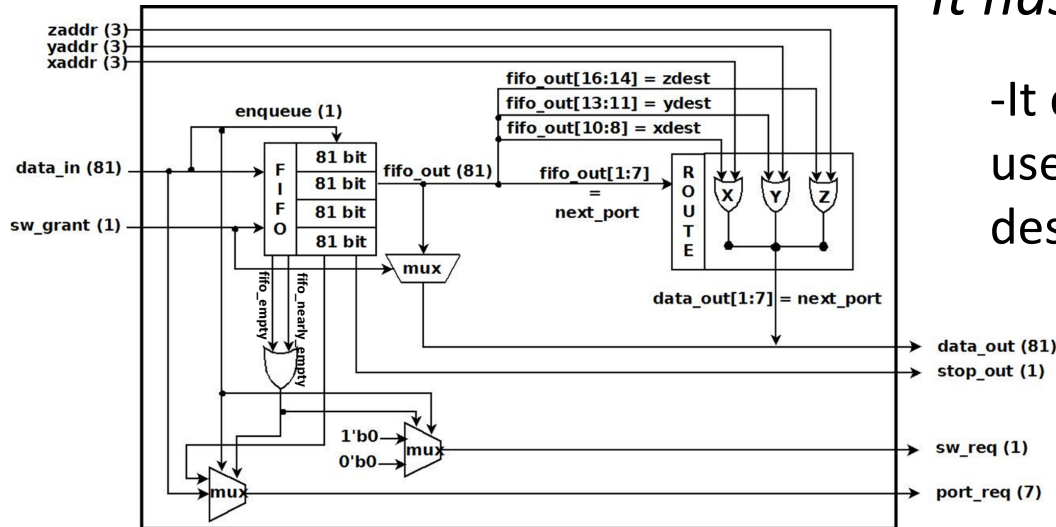 zaddr (3)
yaddr (3)
xaddr (3)
fifo_out[16:14] = zdest
fifo_out[13:11] = ydest
fifo_out[10:8] = xdest
enqueue (1)
data_in (81)
sw_grant (1)
FIFO
81 bit
81 bit
81 bit
81 bit
fifo_out (81)
fifo_out[1:7]
=
next_port
ROUTE
X
Y
Z
mux
fifo_empty
fifo_nearly_empty
data_out[1:7] = next_port
data_out (81)
stop_out (1)
1'b0
0'b0
mux
sw_req (1)
mux
port_req (7)
-It
use
des